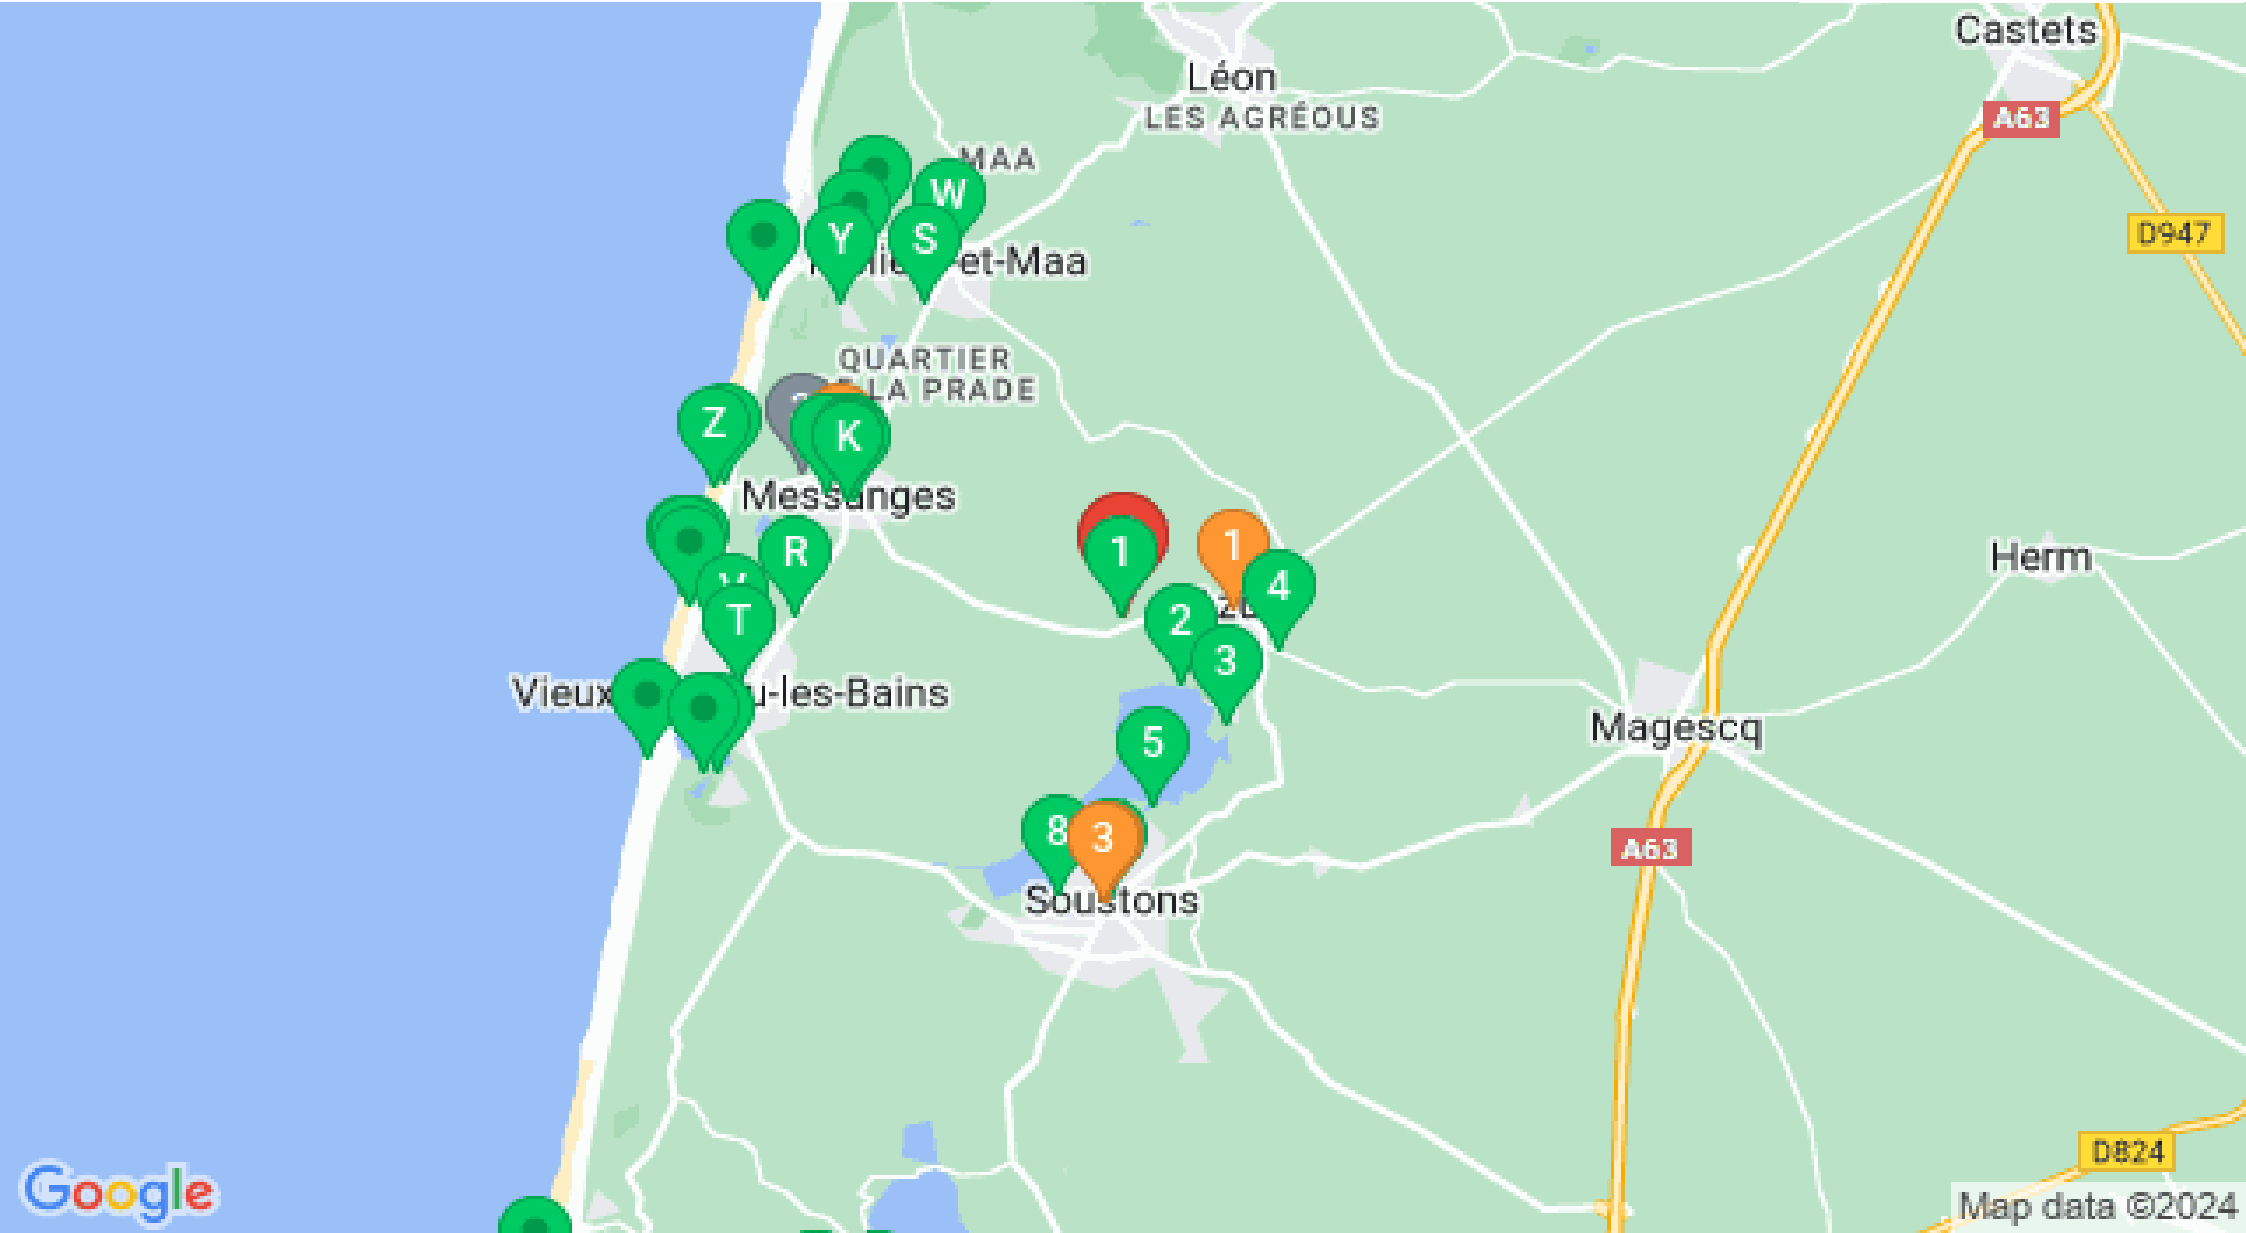 Castets
Léon
LES AGRÉOUS
A63
MAA
W
D947
Y
S
-et-Maa
QUARTIER
LA PRADE
Z
K
Messanges
R
1
1
Herm
4
2
T
3
Vieux
u-les-Bains
Magescq
5
8
3
A63
Soustons
D824
Google
Map data ©2024